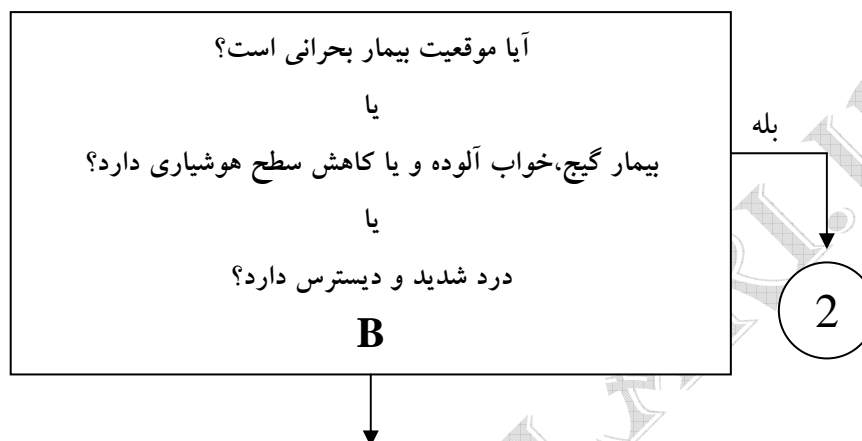 آیا موقعیت بیمار بحرانی است؟
یا
بیمار گیج،خواب آلوده و یا کاهش سطح هوشیاری دارد؟
یا
درد شدید و دیسترس دارد؟
B
بله
2